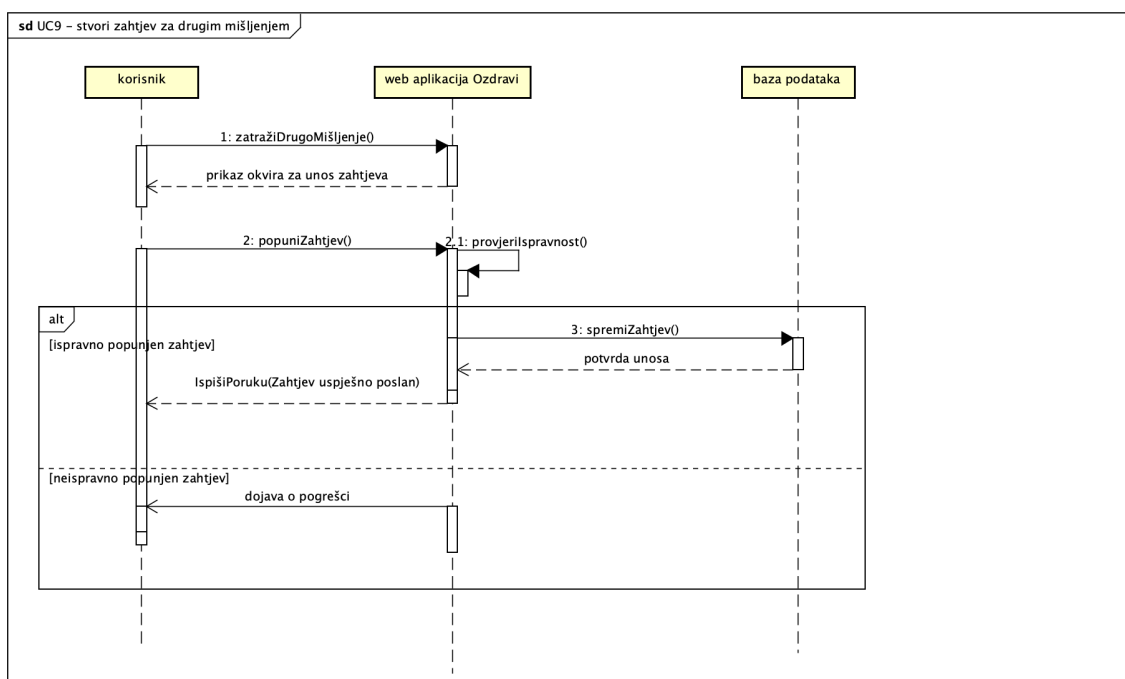 sd UC9 – stvori zahtjev za drugim mišljenjem
korisnik
web aplikacija Ozdravi
baza podataka
1: zatražiDrugoMišljenje()
prikaz okvira za unos zahtjeva
2: popuniZahtjev()
2.1: provjeriIspravnost()
alt
[ispravno popunjen zahtjev]
3: spremiZahtjev()
potvrda unosa
IspišiPoruku(Zahtjev uspješno poslan)
[neispravno popunjen zahtjev]
dojava o pogrešci